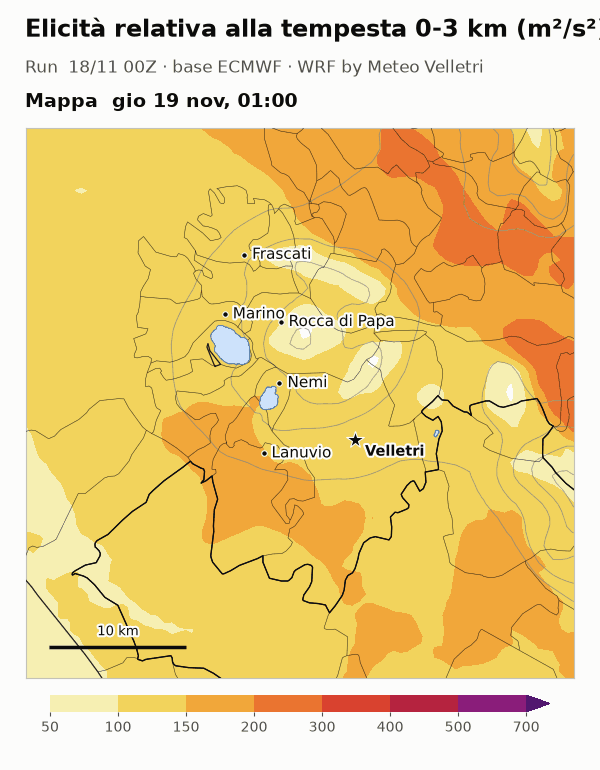 Elicità relativa alla tempesta 0-3 km (m²/s²)
Run  18/11 00Z · base ECMWF · WRF by Meteo Velletri
Mappa  gio 19 nov, 01:00
Frascati
Marino
Rocca di Papa
Nemi
Velletri
Lanuvio
10 km
50 100 150 200 300 400 500 700